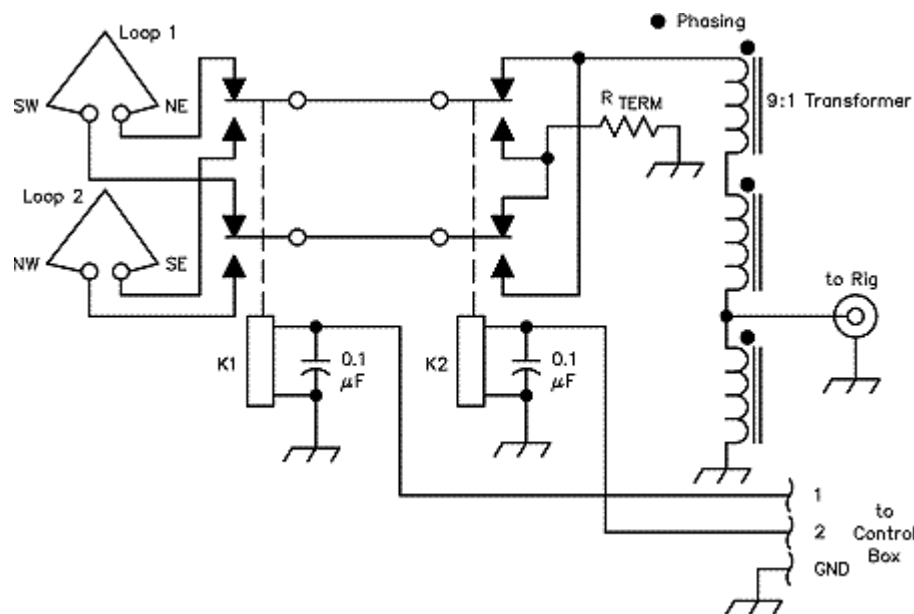 Loop 1
SW
NE
Loop 2
NW
SE
K1
0.1
μF
K2
0.1
μF
R TERM
Phasing
9:1 Transformer
to Rig
1
2
GND
to
Control
Box